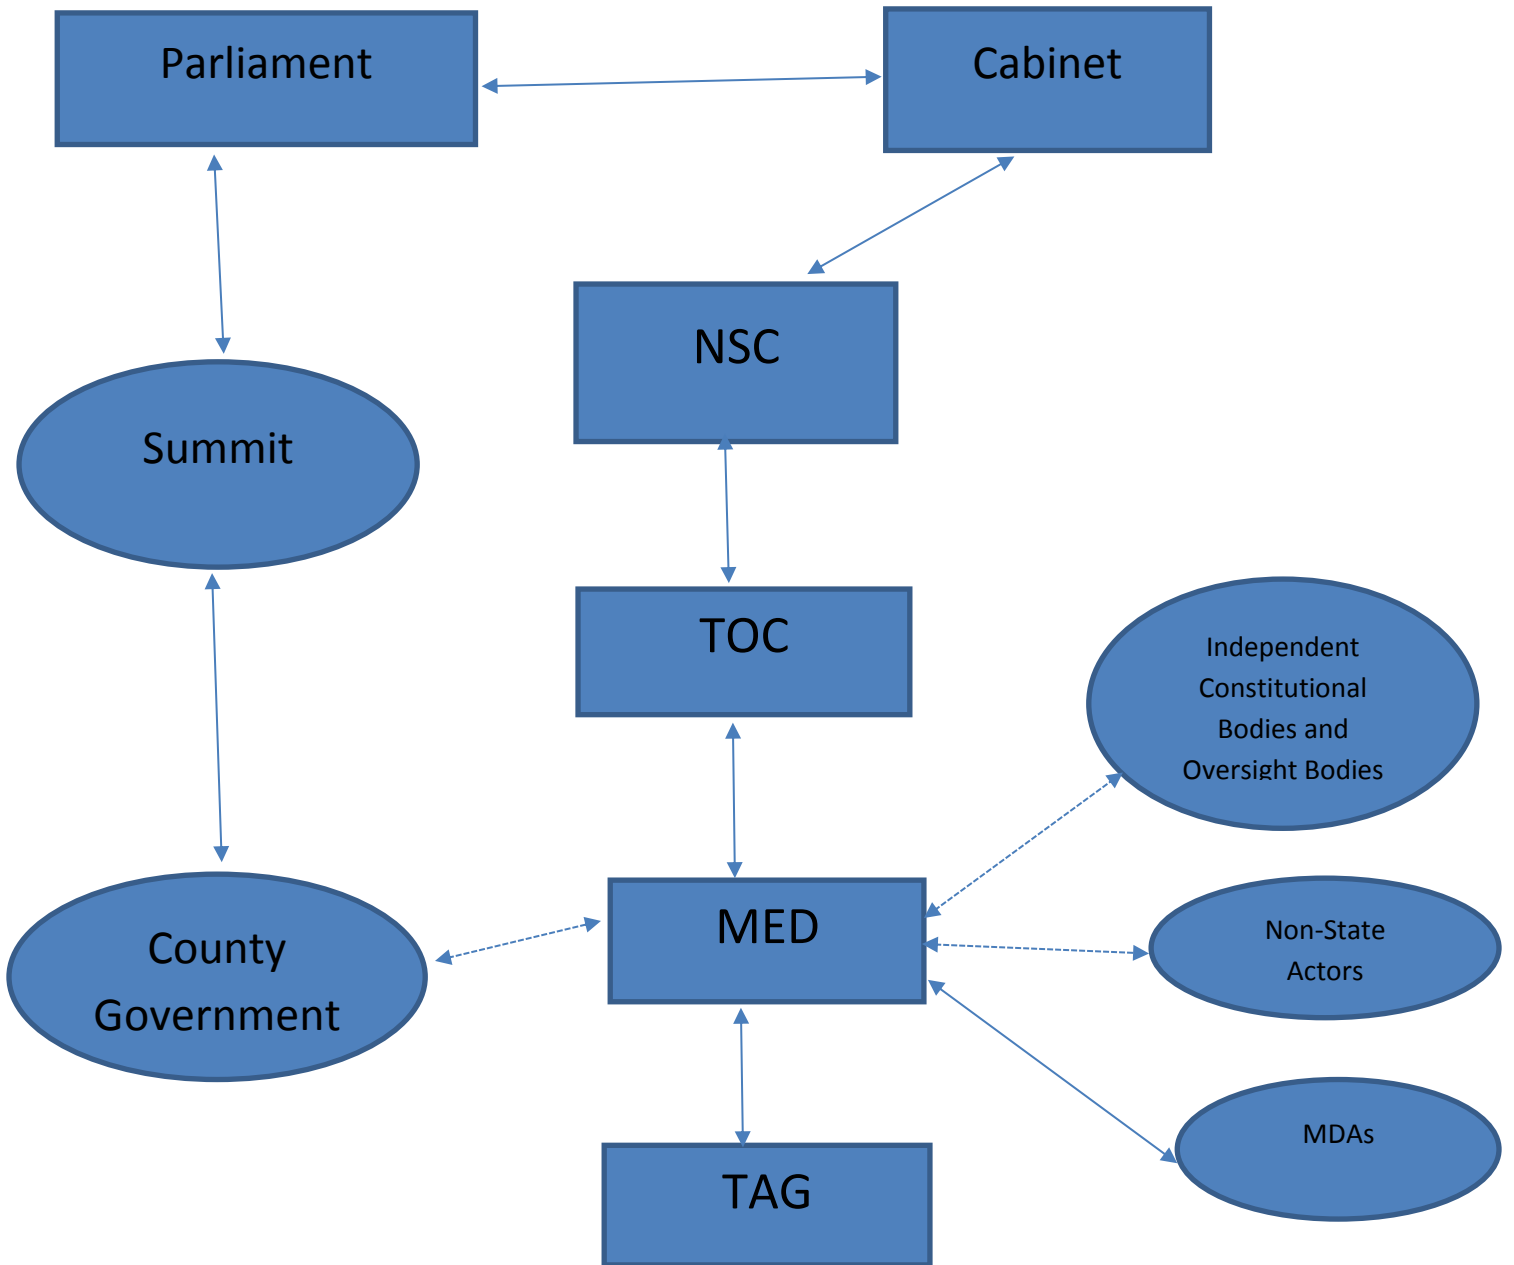 Parliament
Cabinet
NSC
Summit
TOC
Independent
Constitutional
Bodies and
Oversight Bodies
MED
Non-State
Actors
County
Government
MDAs
TAG